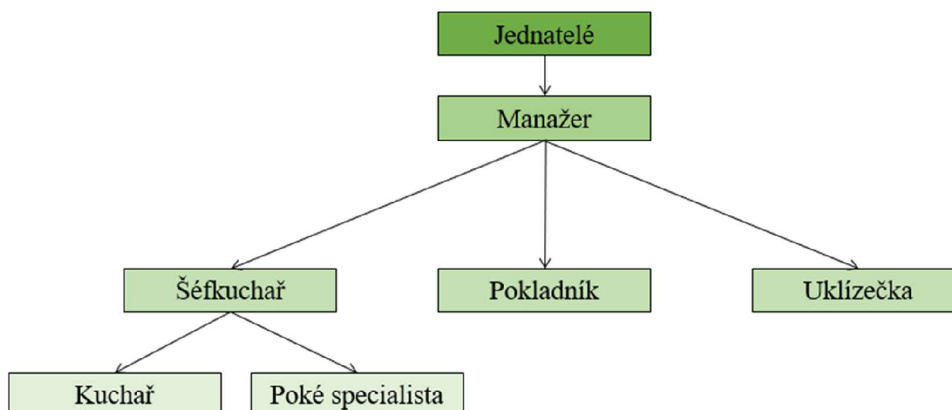 Jednatelé
Manažer
Šéfkuchař
Pokladník
Uklízečka
Kuchař
Poké specialista